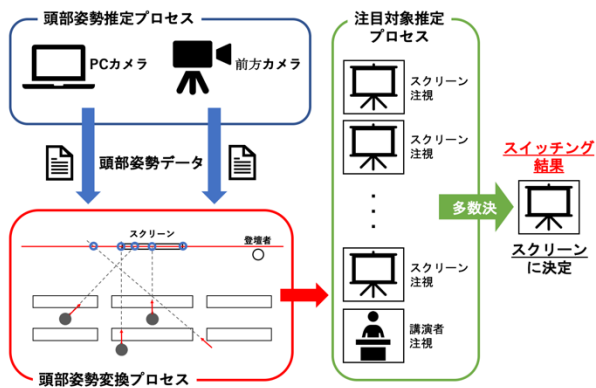 頭部姿勢推定プロセス
PCカメラ
前方カメラ
頭部姿勢データ
スクリーン
登壇者
頭部姿勢変換プロセス
注目対象推定
プロセス
スクリーン
注視
スクリーン
注視
スクリーン
注視
講演者
注視
多数決
スイッチング
結果
スクリーン
に決定